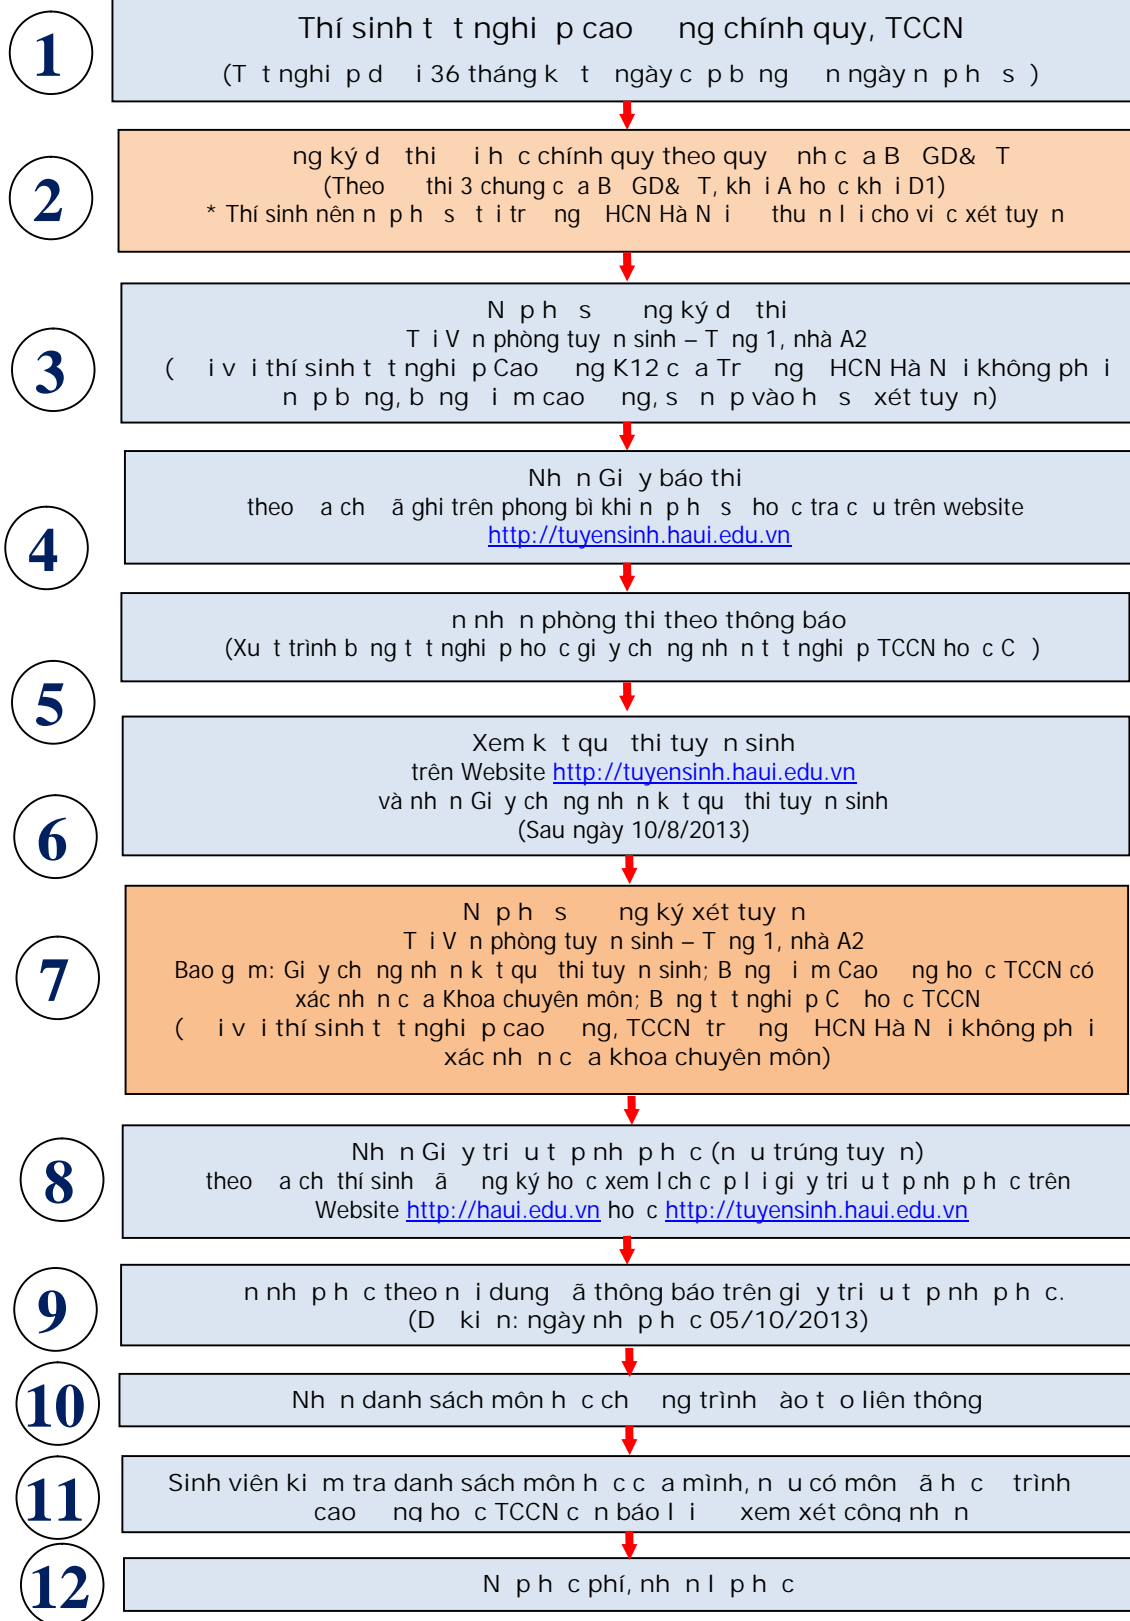 1
Thí sinh t t nghi p cao ng chính quy, TCCN
(T t nghi p d i 36 tháng k t ngày c p b ng n ngày n p h s )
2
ng ký d thi i h c chính quy theo quy nh c a B GD& T
(Theo thi 3 chung c a B GD& T, kh i A ho c kh i D1)
* Thí sinh nên n p h s t i tr ng HCN Hà N i thu n l i cho vi c xét tuy n
3
N p h s ng ký d thi
T i V n phòng tuy n sinh – T ng 1, nhà A2
( i v i thí sinh t t nghi p Cao ng K12 c a Tr ng HCN Hà N i không ph i
n p b ng, b ng i m cao ng, s n p vào h s xét tuy n)
4
Nh n Gi y báo thi
theo a ch ã ghi trên phong bì khi n p h s ho c tra c u trên website
http://tuyensinh.haui.edu.vn
5
n nh n phòng thi theo thông báo
(Xu t trình b ng t t nghi p ho c gi y ch ng nh n t t nghi p TCCN ho c C )
6
Xem k t qu thi tuy n sinh
trên Website http://tuyensinh.haui.edu.vn
và nh n Gi y ch ng nh n k t qu thi tuy n sinh
(Sau ngày 10/8/2013)
7
N p h s ng ký xét tuy n
T i V n phòng tuy n sinh – T ng 1, nhà A2
Bao g m: Gi y ch ng nh n k t qu thi tuy n sinh; B ng i m Cao ng ho c TCCN có
xác nh n c a Khoa chuyên môn; B ng t t nghi p C ho c TCCN
( i v i thí sinh t t nghi p cao ng, TCCN tr ng HCN Hà N i không ph i
xác nh n c a khoa chuyên môn)
8
Nh n Gi y tri u t p nh p h c (n u trúng tuy n)
theo a ch thí sinh ã ng ký ho c xem l ch c p l i gi y tri u t p nh p h c trên
Website http://haui.edu.vn ho c http://tuyensinh.haui.edu.vn
9
n nh p h c theo n i dung ã thông báo trên gi y tri u t p nh p h c.
(D ki n: ngày nh p h c 05/10/2013)
10
Nh n danh sách môn h c ch ng trình ào t o liên thông
11
Sinh viên ki m tra danh sách môn h c c a mình, n u có môn ã h c trình
cao ng ho c TCCN c n báo l i xem xét công nh n
12
N p h c phí, nh n l p h c